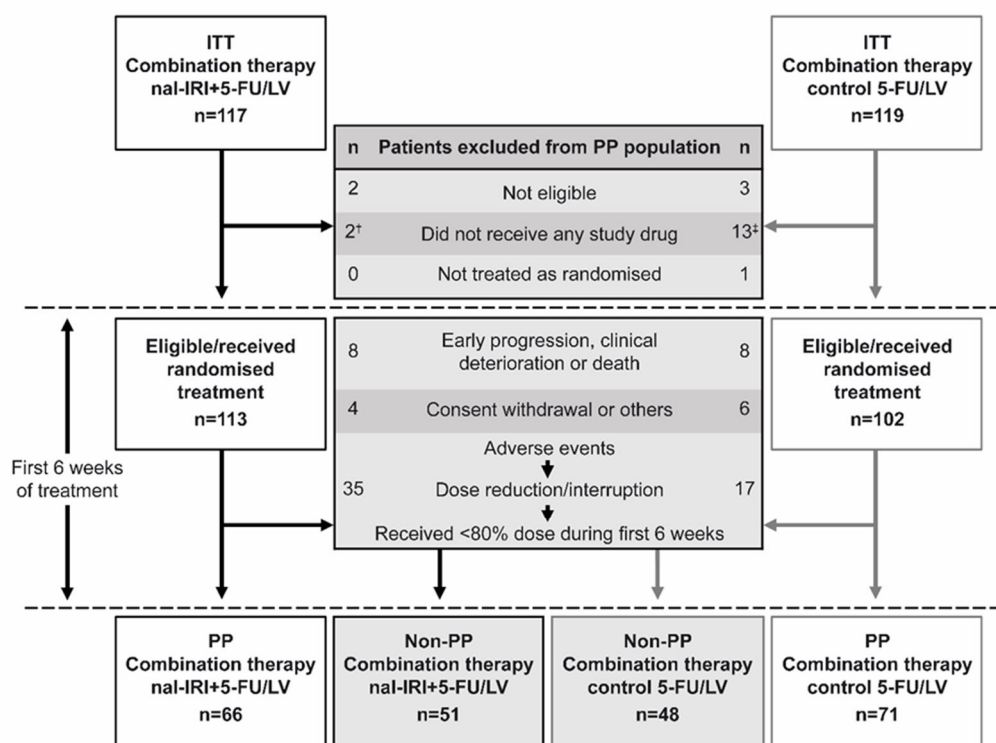 ITT
Combination therapy
nal-IRI+5-FU/LV
n=117
ITT
Combination therapy
control 5-FU/LV
n=119
n Patients excluded from PP population n
2 Not eligible 3
2† Did not receive any study drug 13‡
0 Not treated as randomised 1
First 6 weeks
of treatment
Eligible/received
randomised
treatment
n=113
8 Early progression, clinical
deterioration or death 8
4 Consent withdrawal or others 6
Adverse events
35 Dose reduction/interruption 17
Received <80% dose during first 6 weeks
Eligible/received
randomised
treatment
n=102
PP
Combination therapy
nal-IRI+5-FU/LV
n=66
Non-PP
Combination therapy
nal-IRI+5-FU/LV
n=51
Non-PP
Combination therapy
control 5-FU/LV
n=48
PP
Combination therapy
control 5-FU/LV
n=71